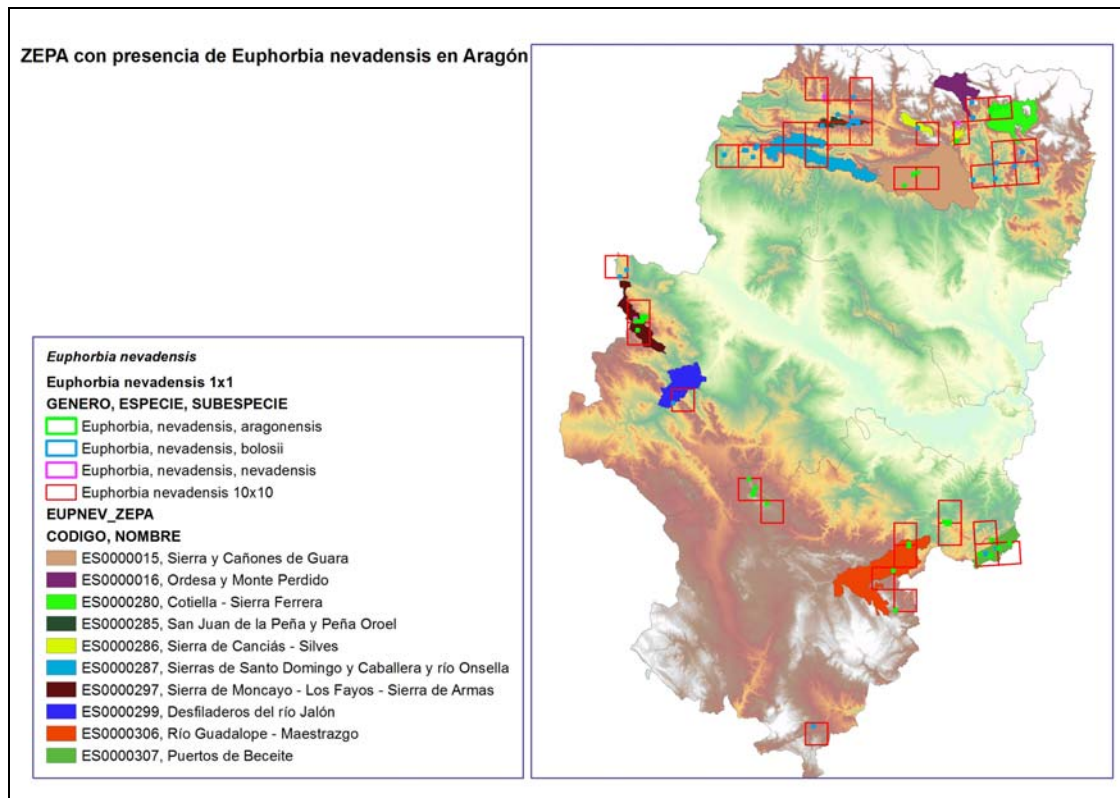 ZEPA con presencia de Euphorbia nevadensis en Aragón
Euphorbia nevadensis
Euphorbia nevadensis 1x1
GENERO, ESPECIE, SUBESPECIE
Euphorbia, nevadensis, aragonensis
Euphorbia, nevadensis, bolosii
Euphorbia, nevadensis, nevadensis
Euphorbia nevadensis 10x10
EUPNEV_ZEPA
CODIGO, NOMBRE
ES0000015, Sierra y Cañones de Guara
ES0000016, Ordesa y Monte Perdido
ES0000280, Cotiella - Sierra Ferrera
ES0000285, San Juan de la Peña y Peña Oroel
ES0000286, Sierra de Canciás - Silves
ES0000287, Sierras de Santo Domingo y Caballera y río Onsella
ES0000297, Sierra de Moncayo - Los Fayos - Sierra de Armas
ES0000299, Desfiladeros del río Jalón
ES0000306, Río Guadalope - Maestrazgo
ES0000307, Puertos de Beceite